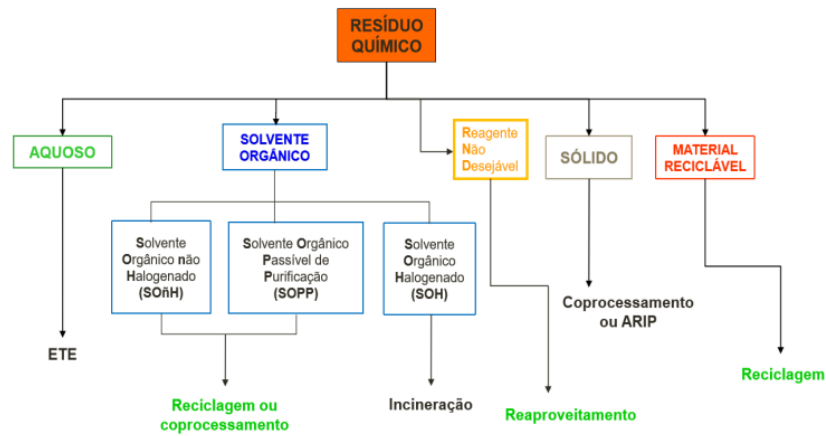 RESÍDUO
QUÍMICO
AQUOSO
SOLVENTE
ORGÂNICO
Reagente
Não
Desejável
SÓLIDO
MATERIAL
RECICLÁVEL
Solvente
Orgânico não
Halogenado
(SOñH)
Solvente Orgânico
Passível de
Purificação
(SOPP)
Solvente
Orgânico
Halogenado
(SOH)
Coprocessamento
ou ARIP
ETE
Reciclagem ou
coprocessamento
Incineração
Reaproveitamento
Reciclagem